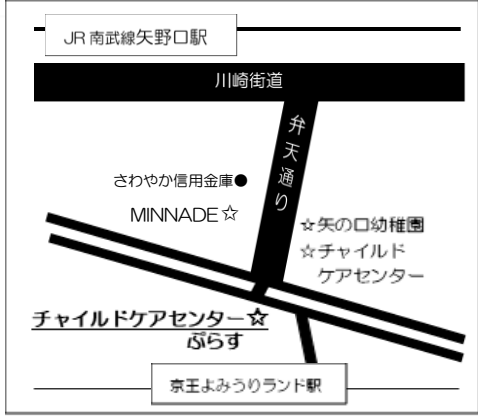 JR 南武線矢野口駅
川崎街道
弁天通り
さわやか信用金庫●
MINNADE☆
☆矢の口幼稚園
☆チャイルド
ケアセンター
チャイルドケアセンター☆
ぷらす
京王よみうりランド駅